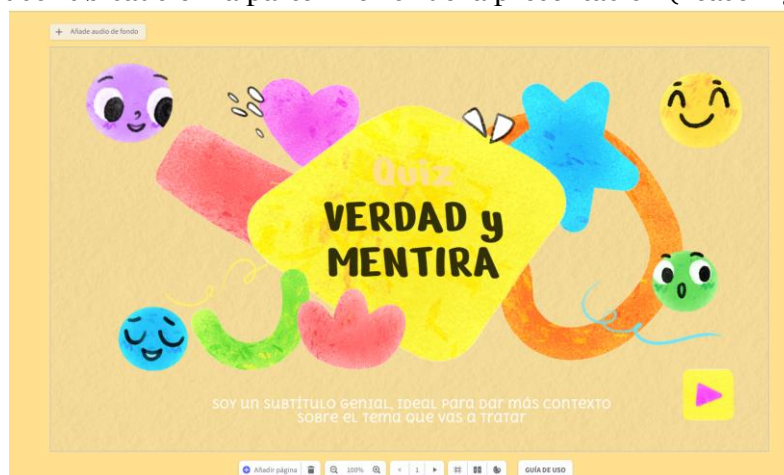 + Añade audio de fondo
Quiz
VERDAD y
MENTIRA
SOY UN SUBTÍTULO GENIAL, IDEAL PARA DAR MÁS CONTEXTO
SOBRE EL TEMA QUE VAS A TRATAR
Añadir página 100% < 1 GUÍA DE USO